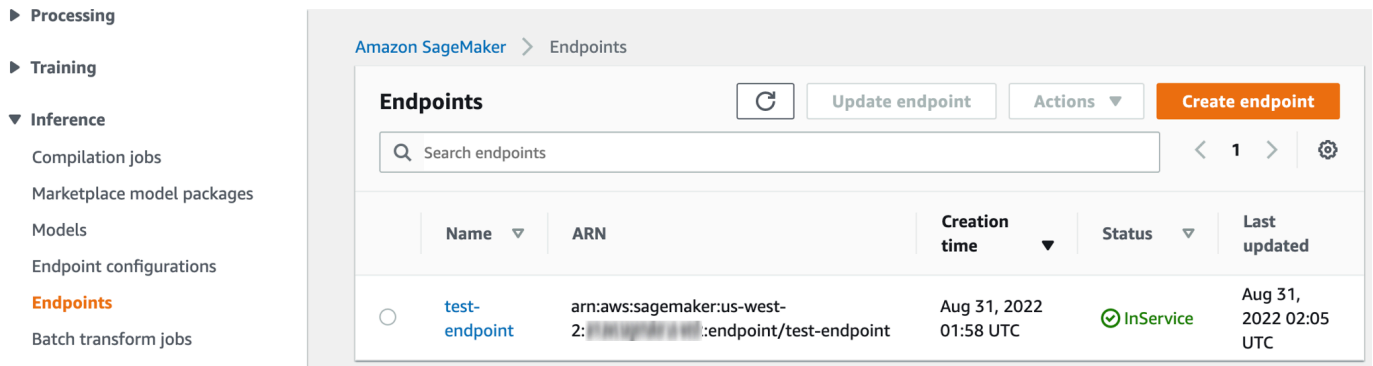 Processing
Training
Inference
Compilation jobs
Marketplace model packages
Models
Endpoint configurations
Endpoints
Batch transform jobs
Amazon SageMaker > Endpoints
Endpoints
Update endpoint
Actions
Create endpoint
Search endpoints
1
Name
ARN
Creation
time
Status
Last
updated
test-
endpoint
arn:aws:sagemaker:us-west-
2: :endpoint/test-endpoint
Aug 31, 2022
01:58 UTC
InService
Aug 31,
2022 02:05
UTC